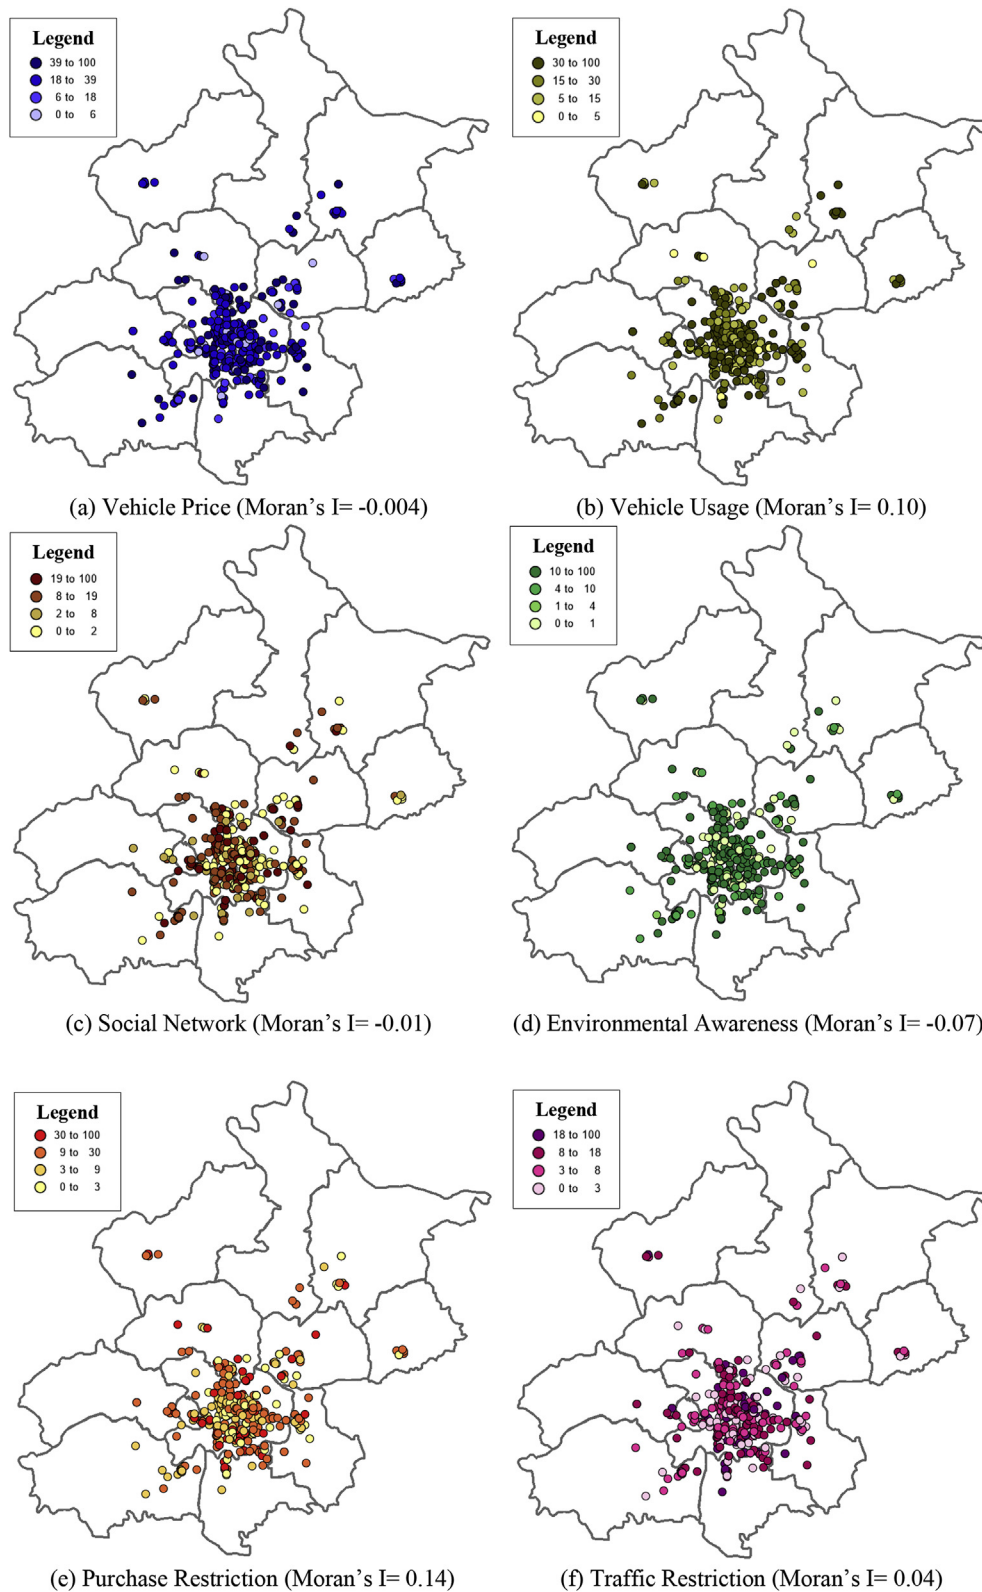 Legend
39 to 100
18 to 39
6 to 18
0 to 6
(a) Vehicle Price (Moran’s I= -0.004)
Legend
30 to 100
15 to 30
5 to 15
0 to 5
(b) Vehicle Usage (Moran’s I= 0.10)
Legend
19 to 100
8 to 19
2 to 8
0 to 2
(c) Social Network (Moran’s I= -0.01)
Legend
10 to 100
4 to 10
1 to 4
0 to 1
(d) Environmental Awareness (Moran’s I= -0.07)
Legend
30 to 100
9 to 30
3 to 9
0 to 3
(e) Purchase Restriction (Moran’s I= 0.14)
Legend
18 to 100
8 to 18
3 to 8
0 to 3
(f) Traffic Restriction (Moran’s I= 0.04)